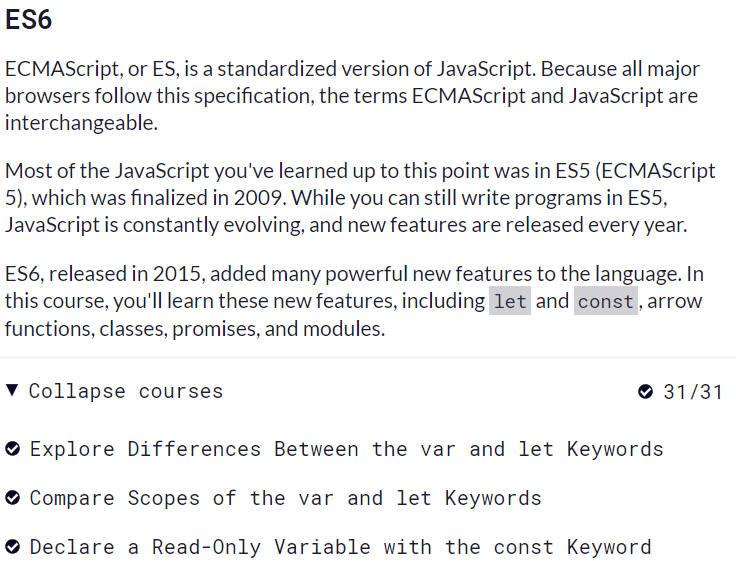 ES6
ECMAScript, or ES, is a standardized version of JavaScript. Because all major
browsers follow this specification, the terms ECMAScript and JavaScript are
interchangeable.
Most of the JavaScript you've learned up to this point was in ES5 (ECMAScript
5), which was finalized in 2009. While you can still write programs in ES5,
JavaScript is constantly evolving, and new features are released every year.
ES6, released in 2015, added many powerful new features to the language. In
this course, you'll learn these new features, including let and const, arrow
functions, classes, promises, and modules.
Collapse courses 31/31
Explore Differences Between the var and let Keywords
Compare Scopes of the var and let Keywords
Declare a Read-Only Variable with the const Keyword